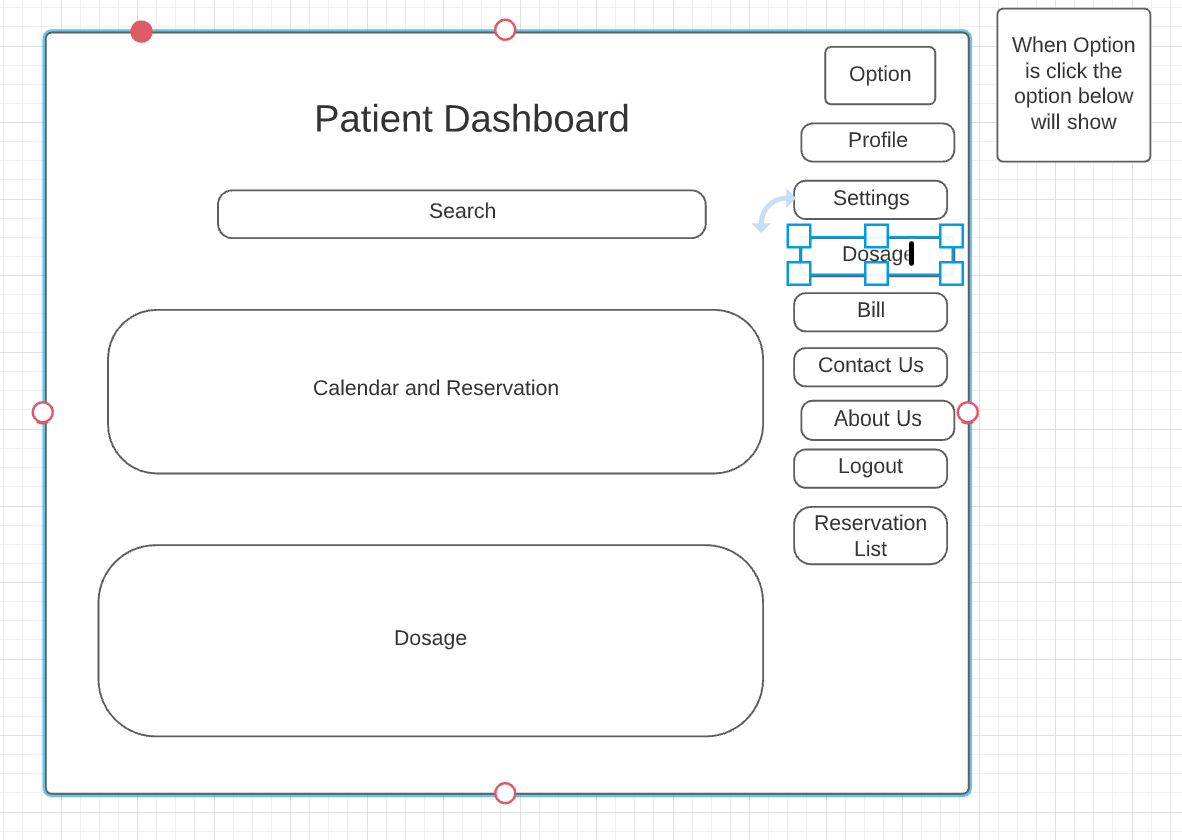 Option
When Option
is click the
option below
will show
Patient Dashboard
Profile
Settings
Search
Dosage
Bill
Contact Us
Calendar and Reservation
About Us
Logout
Reservation
List
Dosage